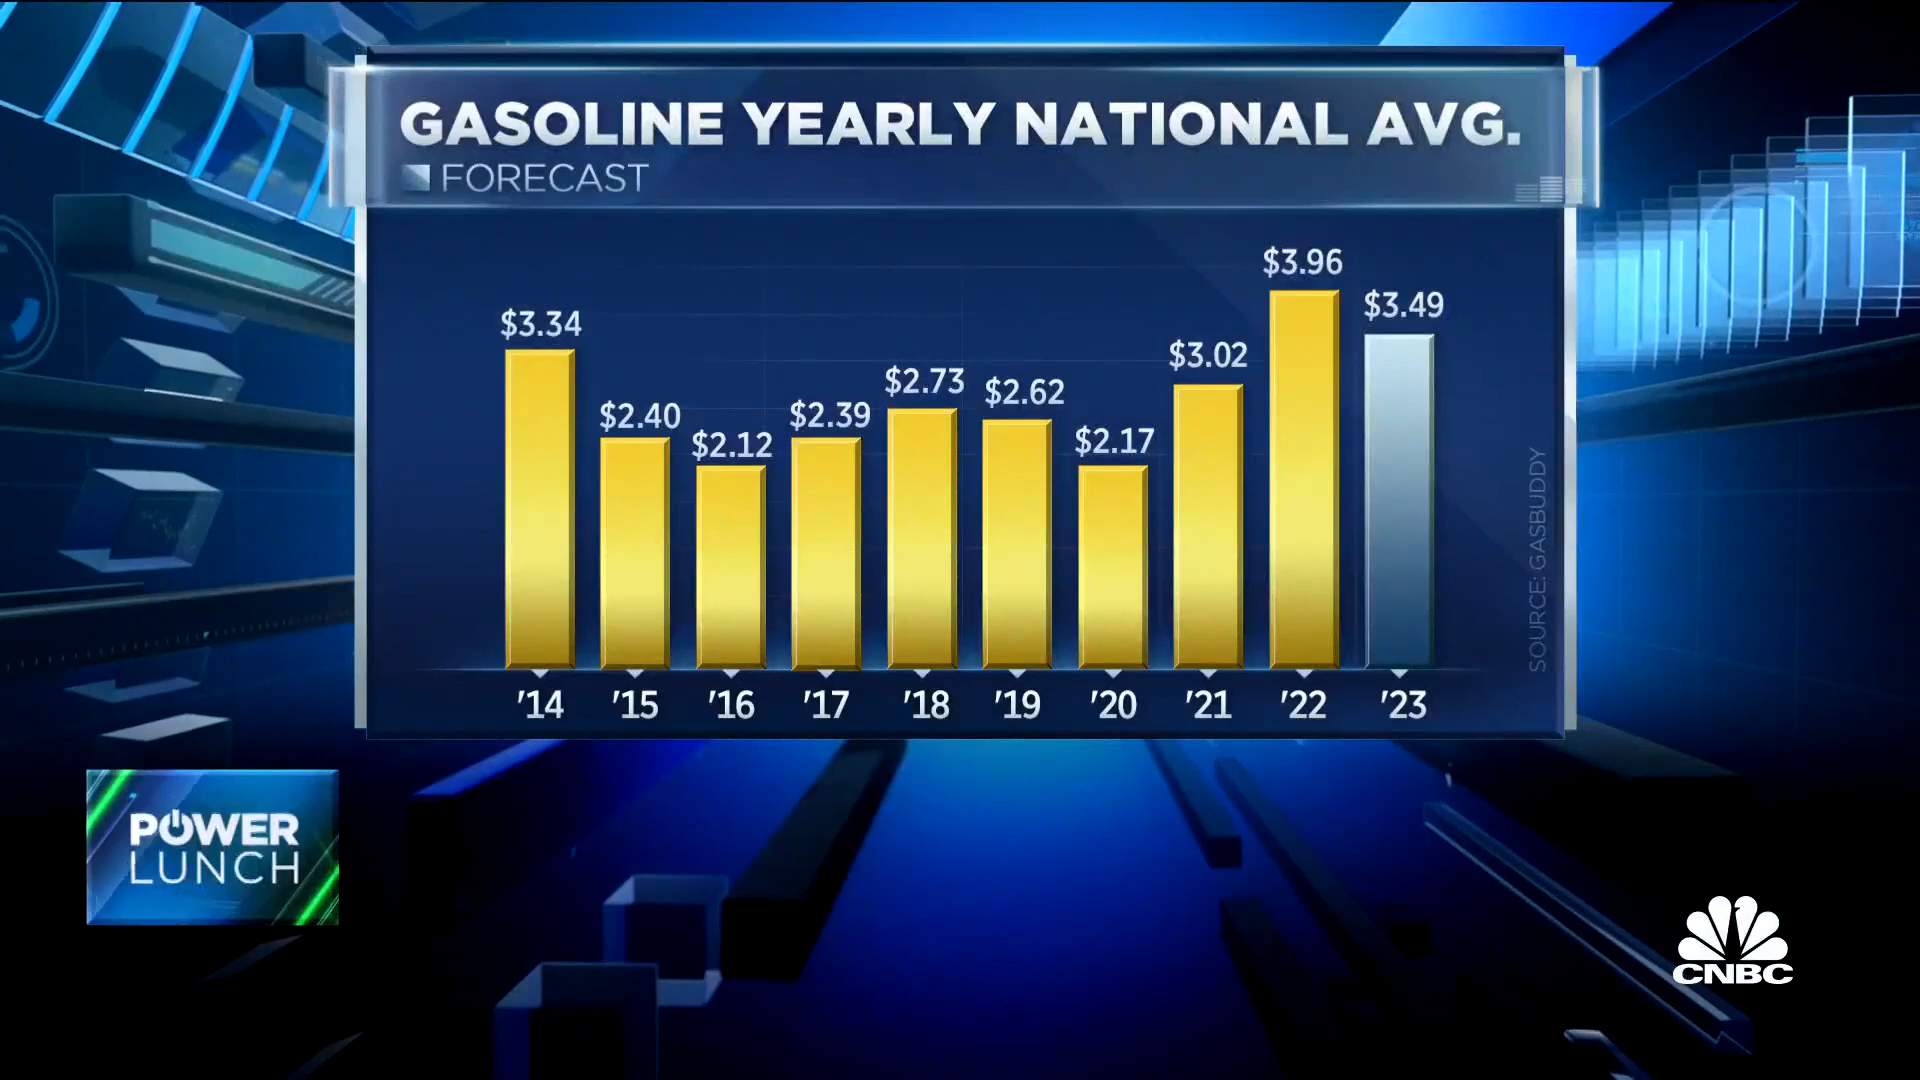 GASOLINE YEARLY NATIONAL AVG.
FORECAST
$3.34
$2.40
$2.12
$2.39
$2.73
$2.62
$2.17
$3.02
$3.96
$3.49
'14 '15 '16 '17 '18 '19 '20 '21 '22 '23
SOURCE: GASBUDDY
POWER
LUNCH
CNBC